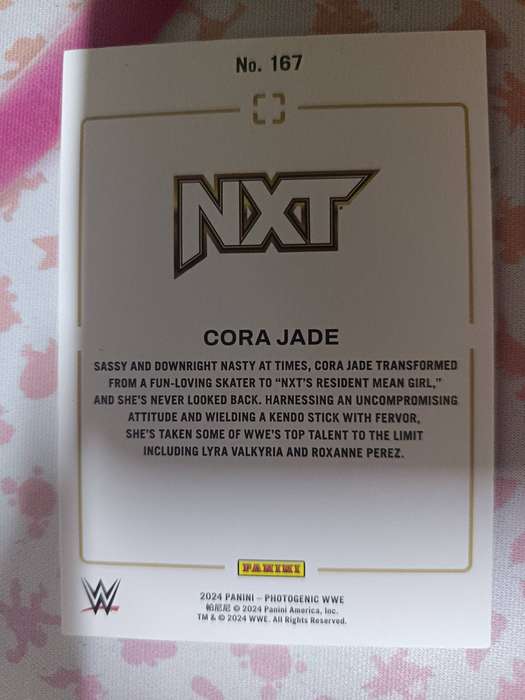 No. 167
NXT
CORA JADE
SASSY AND DOWNRIGHT NASTY AT TIMES, CORA JADE TRANSFORMED
FROM A FUN-LOVING SKATER TO “NXT’S RESIDENT MEAN GIRL,”
AND SHE’S NEVER LOOKED BACK. HARNESSING AN UNCOMPROMISING
ATTITUDE AND WIELDING A KENDO STICK WITH FERVOR,
SHE’S TAKEN SOME OF WWE’S TOP TALENT TO THE LIMIT
INCLUDING LYRA VALKYRIA AND ROXANNE PEREZ.
PANINI
W
2024 PANINI – PHOTOGENIC WWE
帕尼尼 © 2024 Panini America, Inc.
TM & © 2024 WWE. All Rights Reserved.